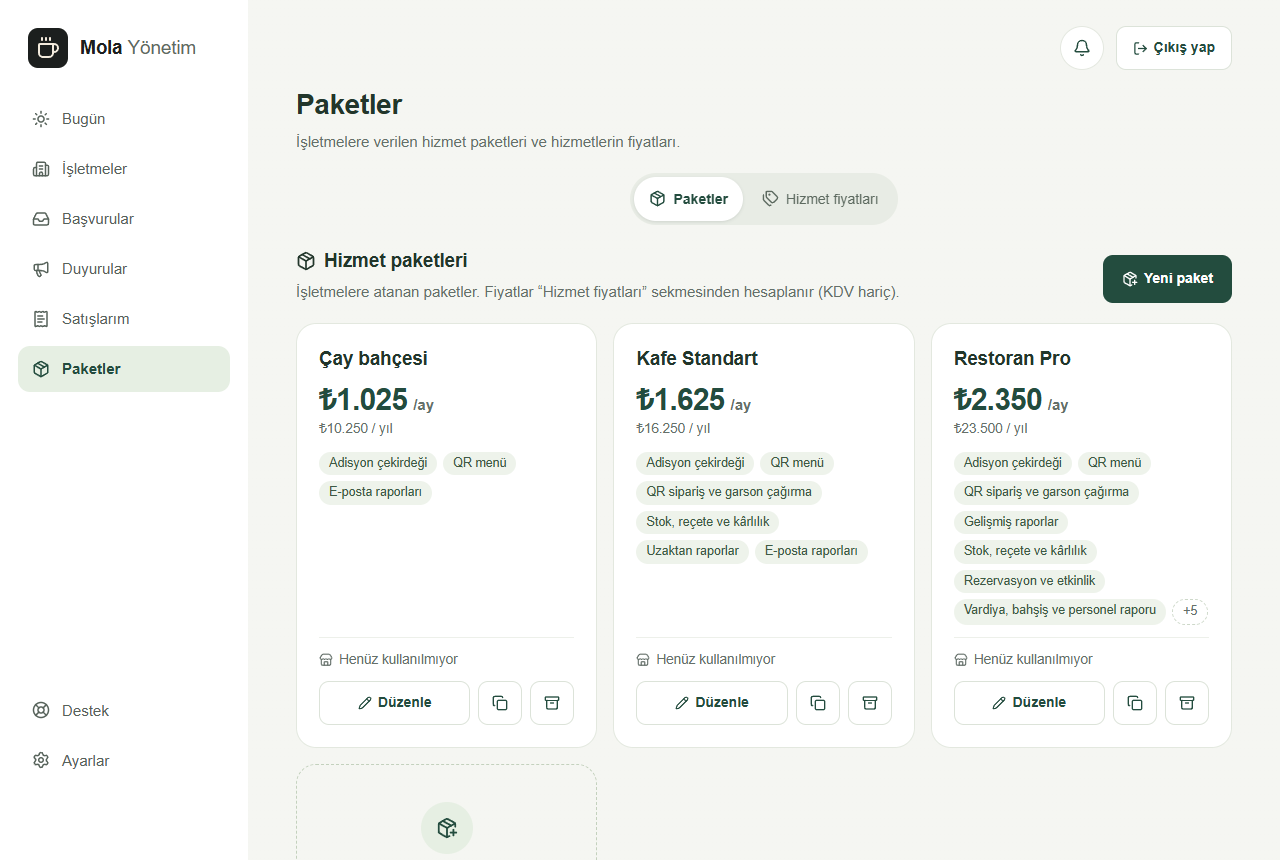 Mola Yönetim
Çıkış yap
Bugün
İşletmeler
Başvurular
Duyurular
Satışlarım
Paketler
Destek
Ayarlar
Paketler
İşletmelere verilen hizmet paketleri ve hizmetlerin fiyatları.
Paketler
Hizmet fiyatları
Hizmet paketleri
İşletmelere atanan paketler. Fiyatlar “Hizmet fiyatları” sekmesinden hesaplanır (KDV hariç).
Yeni paket
Çay bahçesi
₺1.025 /ay
₺10.250 / yıl
Adisyon çekirdeği
QR menü
E-posta raporları
Henüz kullanılmıyor
Düzenle
Kafe Standart
₺1.625 /ay
₺16.250 / yıl
Adisyon çekirdeği
QR menü
QR sipariş ve garson çağırma
Stok, reçete ve kârlılık
Uzaktan raporlar
E-posta raporları
Henüz kullanılmıyor
Düzenle
Restoran Pro
₺2.350 /ay
₺23.500 / yıl
Adisyon çekirdeği
QR menü
QR sipariş ve garson çağırma
Gelişmiş raporlar
Stok, reçete ve kârlılık
Rezervasyon ve etkinlik
Vardiya, bahşiş ve personel raporu
+5
Henüz kullanılmıyor
Düzenle